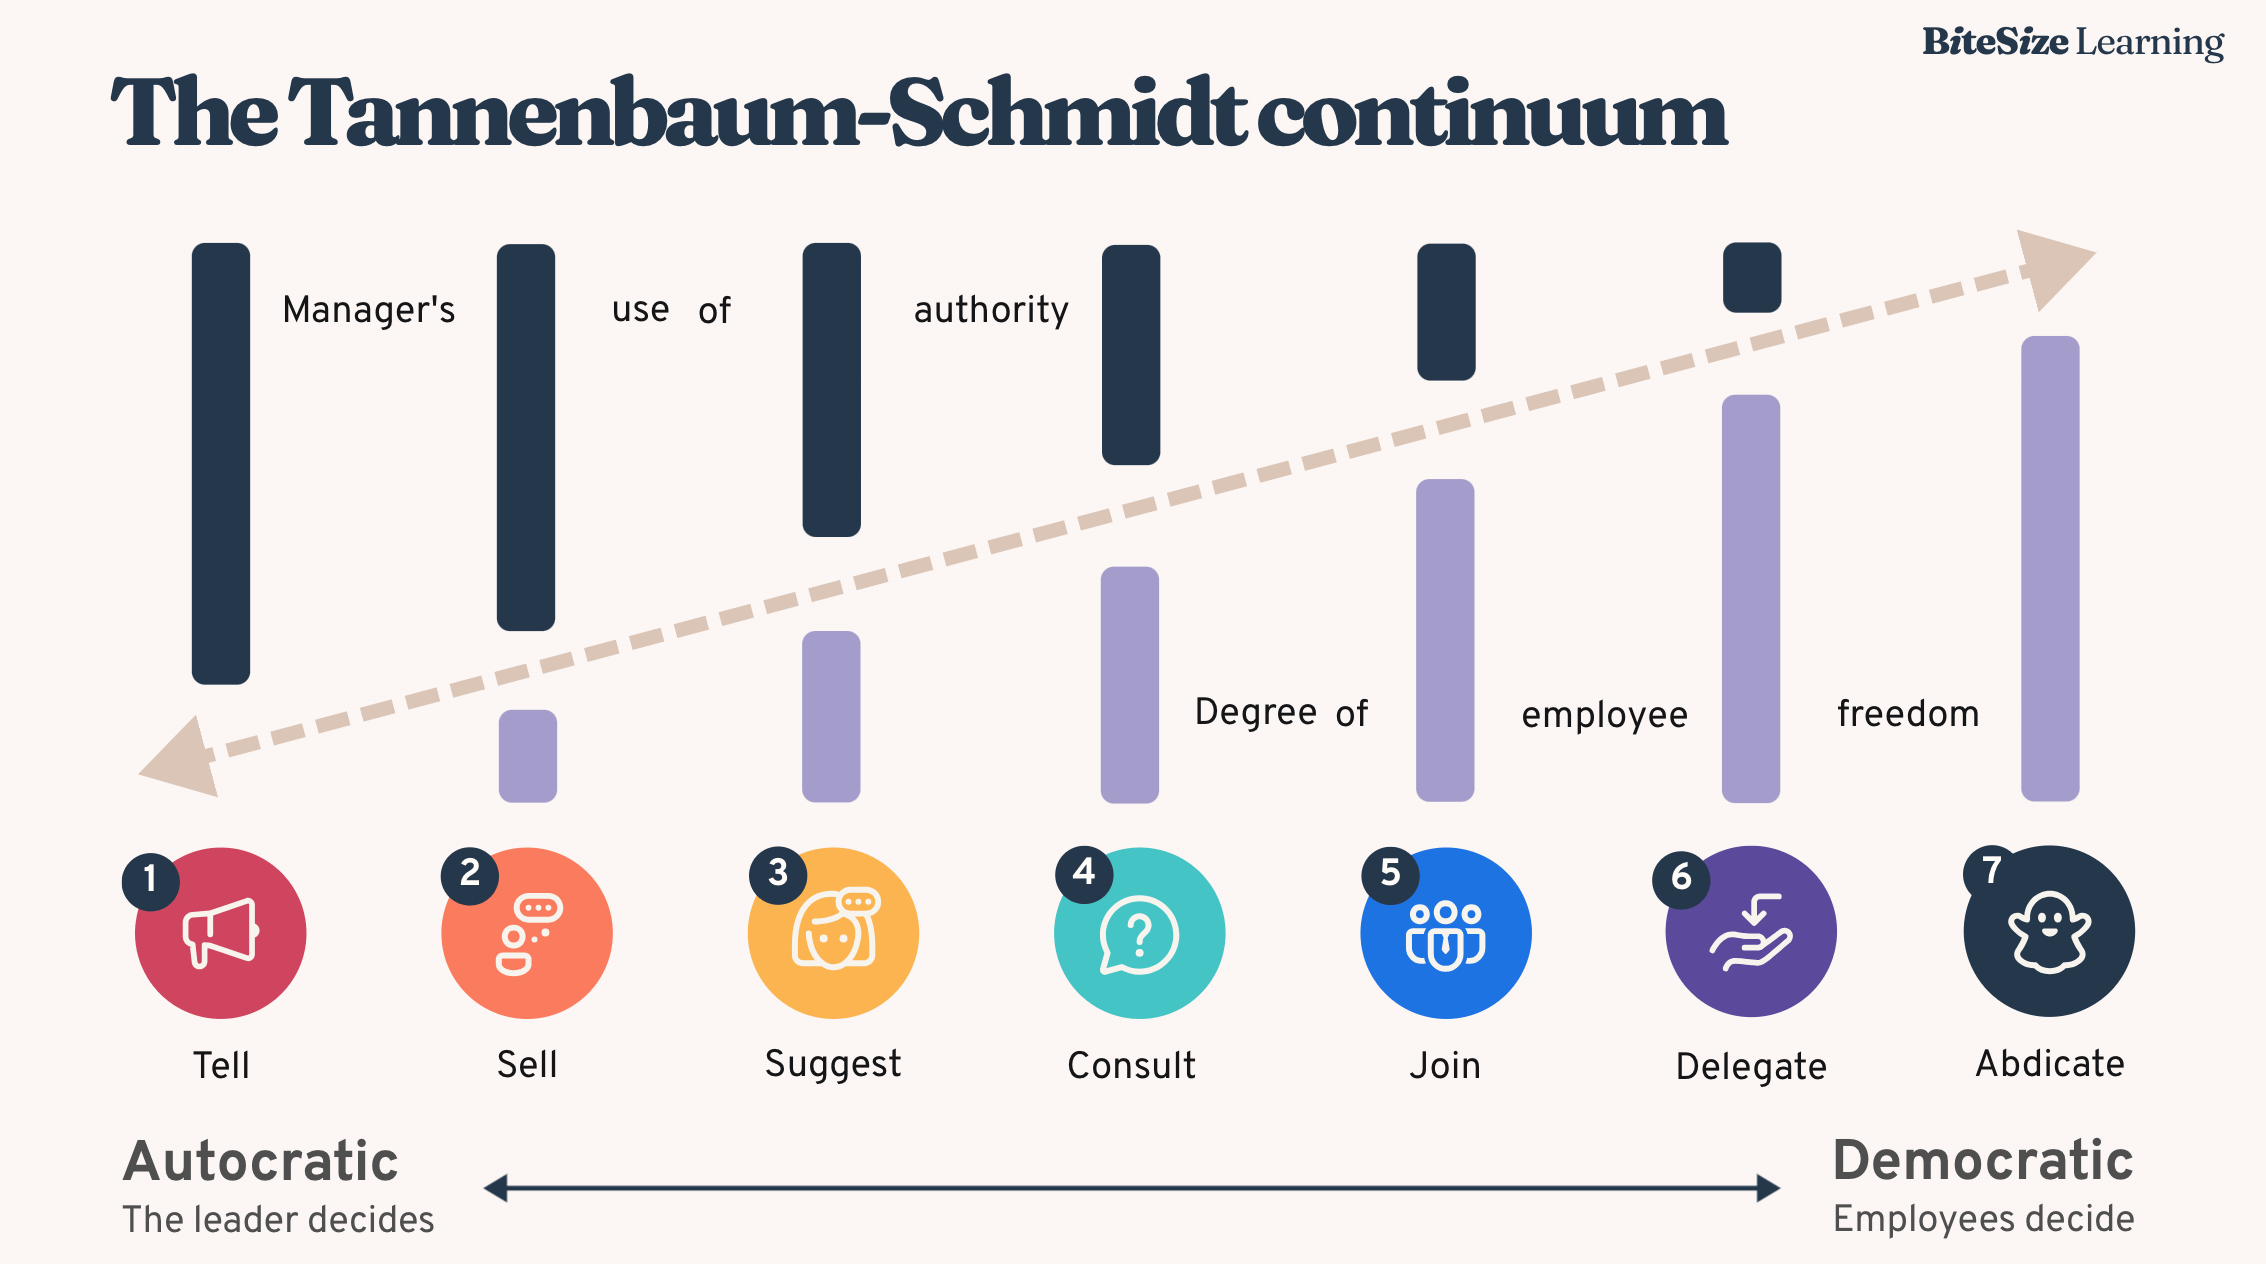 BiteSize Learning
The Tannenbaum-Schmidt continuum
Manager's use of authority
Degree of employee freedom
1 2 3 4 5 6 7
Tell Sell Suggest Consult Join Delegate Abdicate
Autocratic Democratic
The leader decides Employees decide